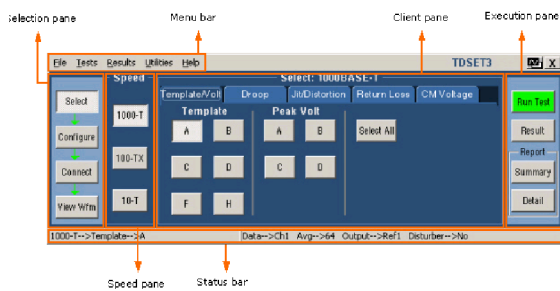 Selection pane
Menu bar
Client pane
Execution pane
File Tests Results Utilities Help
TDSET3
X
Speed
Select: 1000BASE-T
Template/Volt Droop Jit/Distortion Return Loss CM Voltage
Select
Configure
Connect
View Wfm
1000-T
100-TX
10-T
Template
A B
C D
F H
Peak Volt
A B
C D
Select All
Run Test
Result
Report
Summary
Detail
1000-T-->Template-->A
Data-->Ch1 Avg-->64 Output-->Ref1 Disturber-->No
Speed pane
Status bar